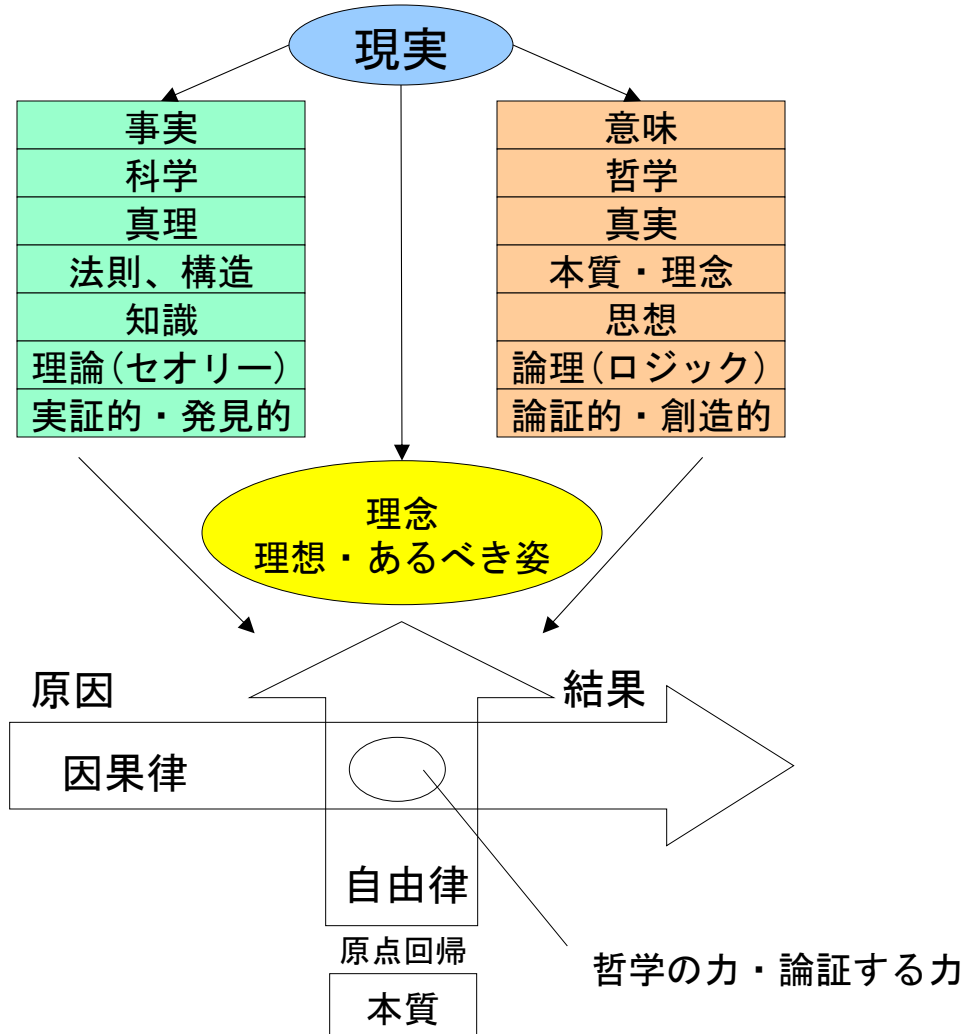 現実
事実
科学
真理
法則、構造
知識
理論(セオリー)
実証的・発見的
意味
哲学
真実
本質・理念
思想
論理(ロジック)
論証的・創造的
理念
理想・あるべき姿
原因
結果
因果律
自由律
原点回帰
本質
哲学の力・論証する力